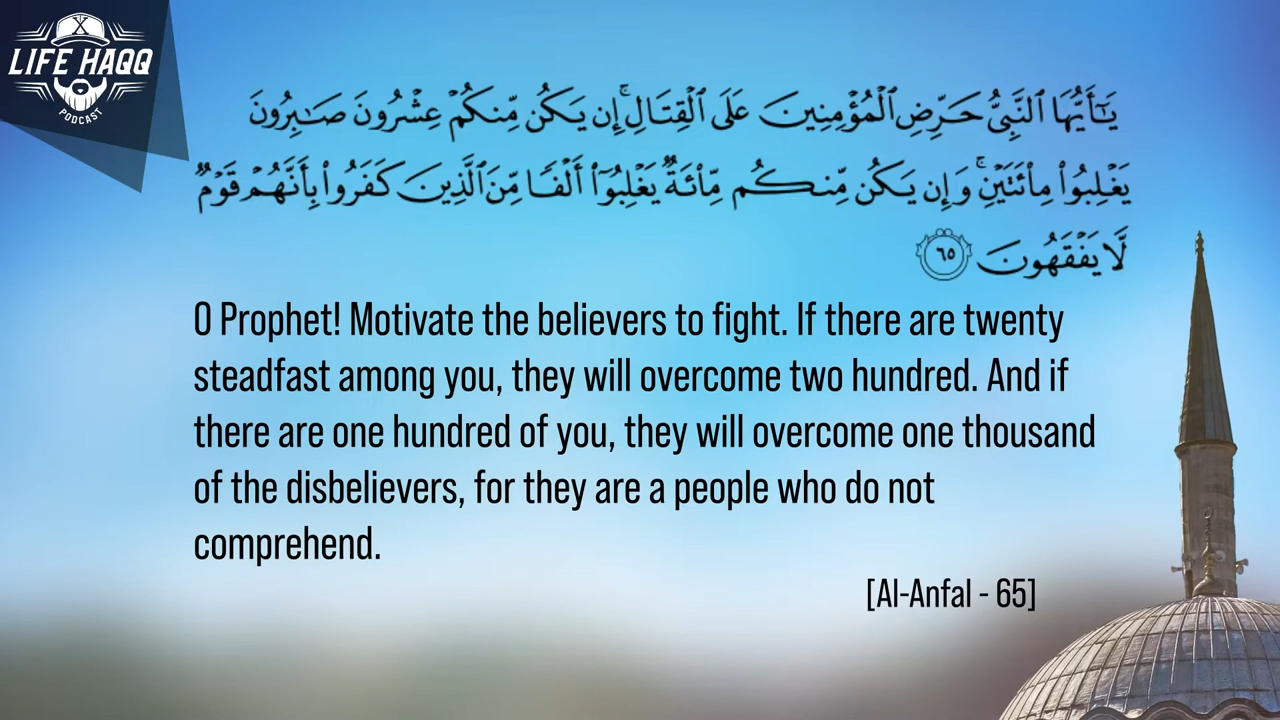 LIFE HAQQ
PODCAST
يَٰٓأَيُّهَا ٱلنَّبِىُّ حَرِّضِ ٱلْمُؤْمِنِينَ عَلَى ٱلْقِتَالِ ۚ إِن يَكُن مِّنكُمْ عِشْرُونَ صَٰبِرُونَ
يَغْلِبُوا۟ مِا۟ئَتَيْنِ ۚ وَإِن يَكُن مِّنكُم مِّا۟ئَةٌ يَغْلِبُوٓا۟ أَلْفًا مِّنَ ٱلَّذِينَ كَفَرُوا۟ بِأَنَّهُمْ قَوْمٌ
لَّا يَفْقَهُونَ ٦٥
O Prophet! Motivate the believers to fight. If there are twenty
steadfast among you, they will overcome two hundred. And if
there are one hundred of you, they will overcome one thousand
of the disbelievers, for they are a people who do not
comprehend.
[Al-Anfal - 65]